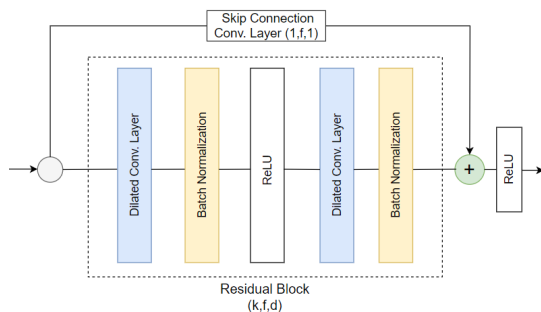 Skip Connection
Conv. Layer (1,f,1)
Dilated Conv. Layer
Batch Normalization
ReLU
Dilated Conv. Layer
Batch Normalization
+
ReLU
Residual Block
(k,f,d)